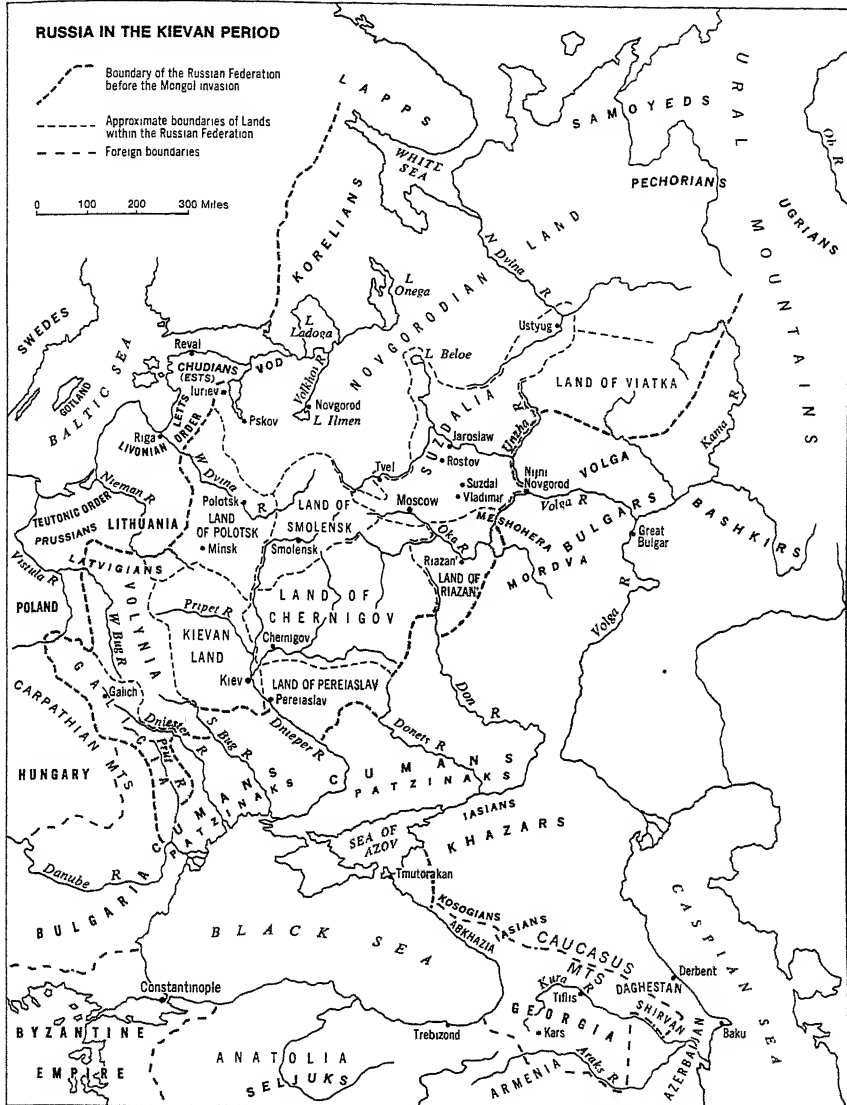 RUSSIA IN THE KIEVAN PERIOD
Boundary of the Russian Federation
before the Mongol invasion
Approximate boundaries of Lands
within the Russian Federation
Foreign boundaries
0 100 200 300 Miles
LAPPS
SAMOYEDS
URAL
MOUNTAINS
Ob R
WHITE
SEA
PECHORIANS
UGRIANS
KORELIANS
N Dvina R
NOVGORODIAN LAND
L
Onega
L
Ladoga
SWEDES
Ustyug
Reval
L Beloe
BALTIC SEA
CHUDIANS
(ESTS)
VOD
Iuriev
Volkhov R
LAND OF VIATKA
GOTLAND
LETTS
Novgorod
L Ilmen
Pskov
SUZDALIA
Unzha R
Kama R
Riga
LIVONIAN ORDER
Jaroslaw
Rostov
W Dvina R
Tvel
VOLGA BULGARS
Nijni
Novgorod
Suzdal
Vladimir
Nieman R
Polotsk
LAND OF
SMOLENSK
Moscow
Volga R
TEUTONIC ORDER
PRUSSIANS
LITHUANIA
LAND
OF POLOTSK
MESHOHERA
Oka R
Great
Bulgar
BASHKIRS
Minsk
Smolensk
MORDVA
Riazan'
LATVIGIANS
LAND OF
RIAZAN'
Vistula R
POLAND
VOLYNIA
Pripet R
LAND OF
CHERNIGOV
Volga R
W Bug R
KIEVAN
LAND
Chernigov
Kiev
LAND OF PEREIASLAV
Pereiaslav
Galich
GALICIA
Don R
CARPATHIAN MTS
Dniester R
S Bug R
Dnieper R
Donets R
Prut R
HUNGARY
CUMANS
PATZINAKS
CUMANS
PATZINAKS
IASIANS
SEA OF
AZOV
KHAZARS
Danube R
Tmutorakan
BULGARIA
KOSOGIANS
IASIANS
ABKHAZIA
CASPIAN SEA
BLACK SEA
CAUCASUS
MTS
Derbent
DAGHESTAN
Constantinople
Kura R
Tiflis
SHIRVAN
GEORGIA
Trebizond
Kars
Baku
BYZANTINE
EMPIRE
ANATOLIA
SELJUKS
Araks R
ARMENIA
AZERBAIJAN